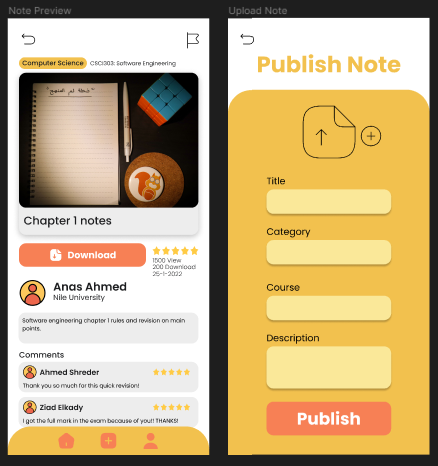 Note Preview
Computer Science CSCI303: Software Engineering
Chapter 1 notes
Download
1500 View
200 Download
25-1-2022
Anas Ahmed
Nile University
Software engineering chapter 1 rules and revision on main
points.
Comments
Ahmed Shreder
Thank you so much for this quick revision!
Ziad Elkady
I got the full mark in the exam because of you!! THANKS!
Upload Note
Publish Note
Title
Category
Course
Description
Publish